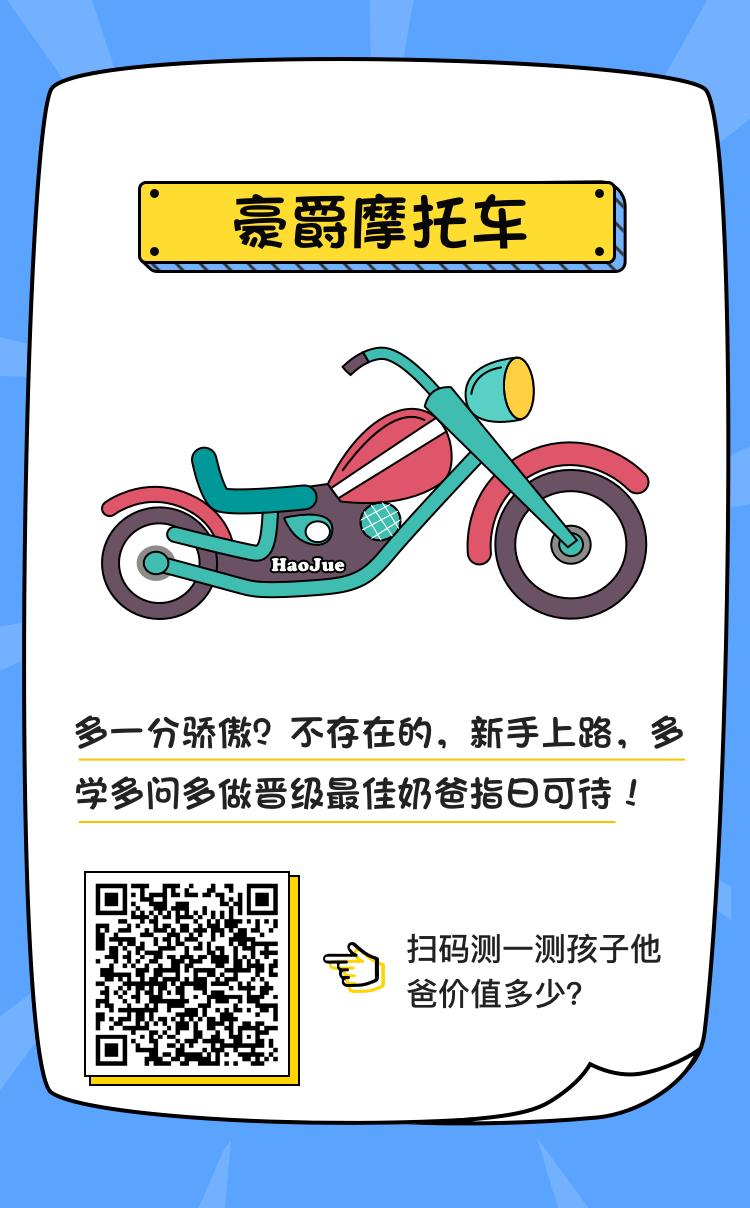 豪爵摩托车
HaoJue
多一分骄傲？不存在的，新手上路，多
学多问多做晋级最佳奶爸指日可待！
扫码测一测孩子他
爸价值多少？